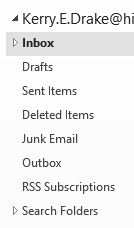 Kerry.E.Drake@hi
Inbox
Drafts
Sent Items
Deleted Items
Junk Email
Outbox
RSS Subscriptions
Search Folders